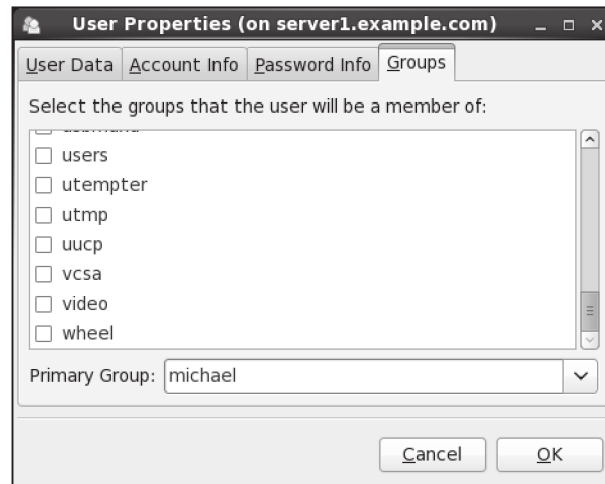 User Properties (on server1.example.com)
User Data Account Info Password Info Groups
Select the groups that the user will be a member of:
users
utempter
utmp
uucp
vcsa
video
wheel
Primary Group: michael
Cancel OK